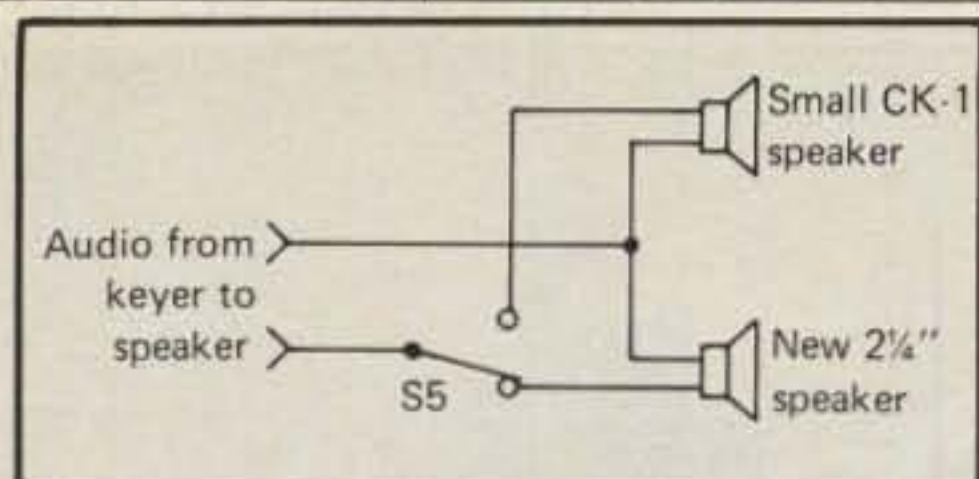 Small CK-1
speaker
Audio from
keyer to
speaker
S5
New 2¼"
speaker